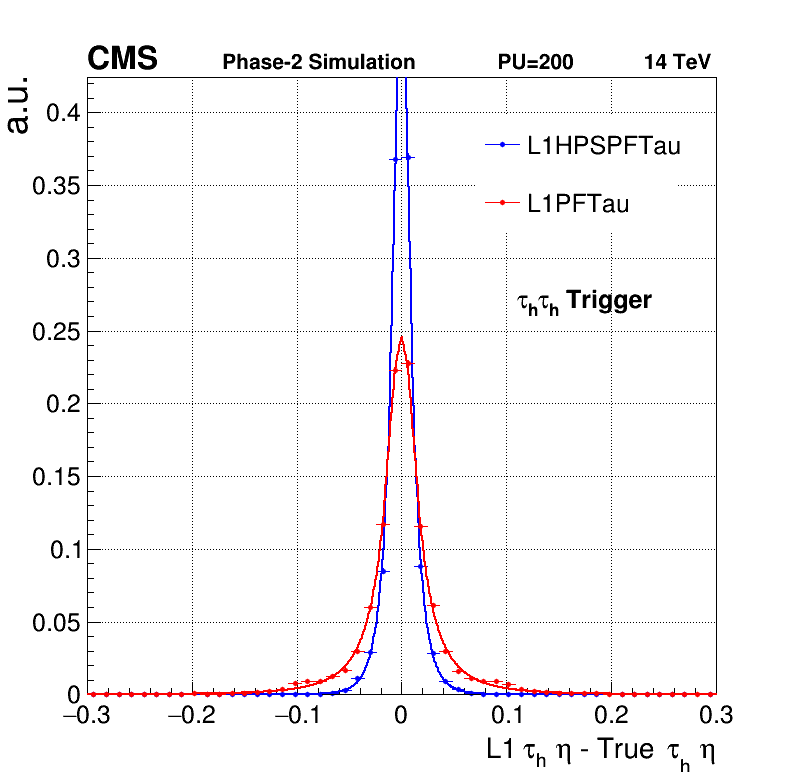 CMS Phase-2 Simulation PU=200 14 TeV
a.u.
0.4
0.35
0.3
0.25
0.2
0.15
0.1
0.05
0
L1HPSPFTau
L1PFTau
τhτh Trigger
−0.3 −0.2 −0.1 0 0.1 0.2 0.3
L1 τh η - True τh η